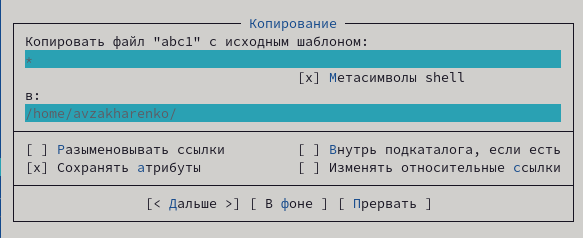 Копирование
Копировать файл "abc1" с исходным шаблоном:
*
[x] Метасимволы shell
в:
/home/avzakharenko/
[ ] Разыменовывать ссылки [ ] Внутрь подкаталога, если есть
[x] Сохранять атрибуты [ ] Изменять относительные ссылки
[< Дальше >] [ В фоне ] [ Прервать ]